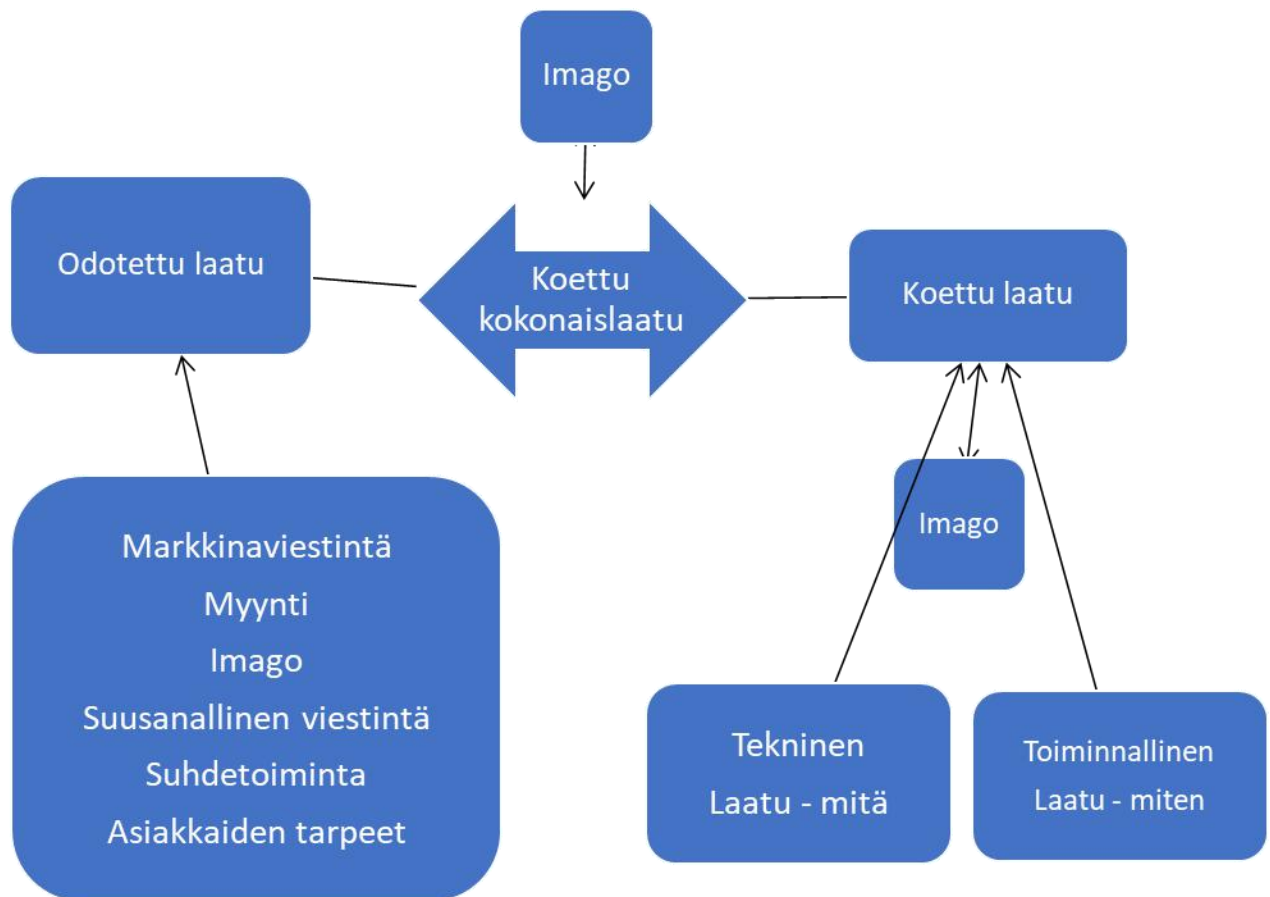 Imago
Odotettu laatu
Koettu
kokonaislaatu
Koettu laatu
Markkinaviestintä
Myynti
Imago
Suusanallinen viestintä
Suhdetoiminta
Asiakkaiden tarpeet
Imago
Tekninen
Laatu - mitä
Toiminnallinen
Laatu - miten